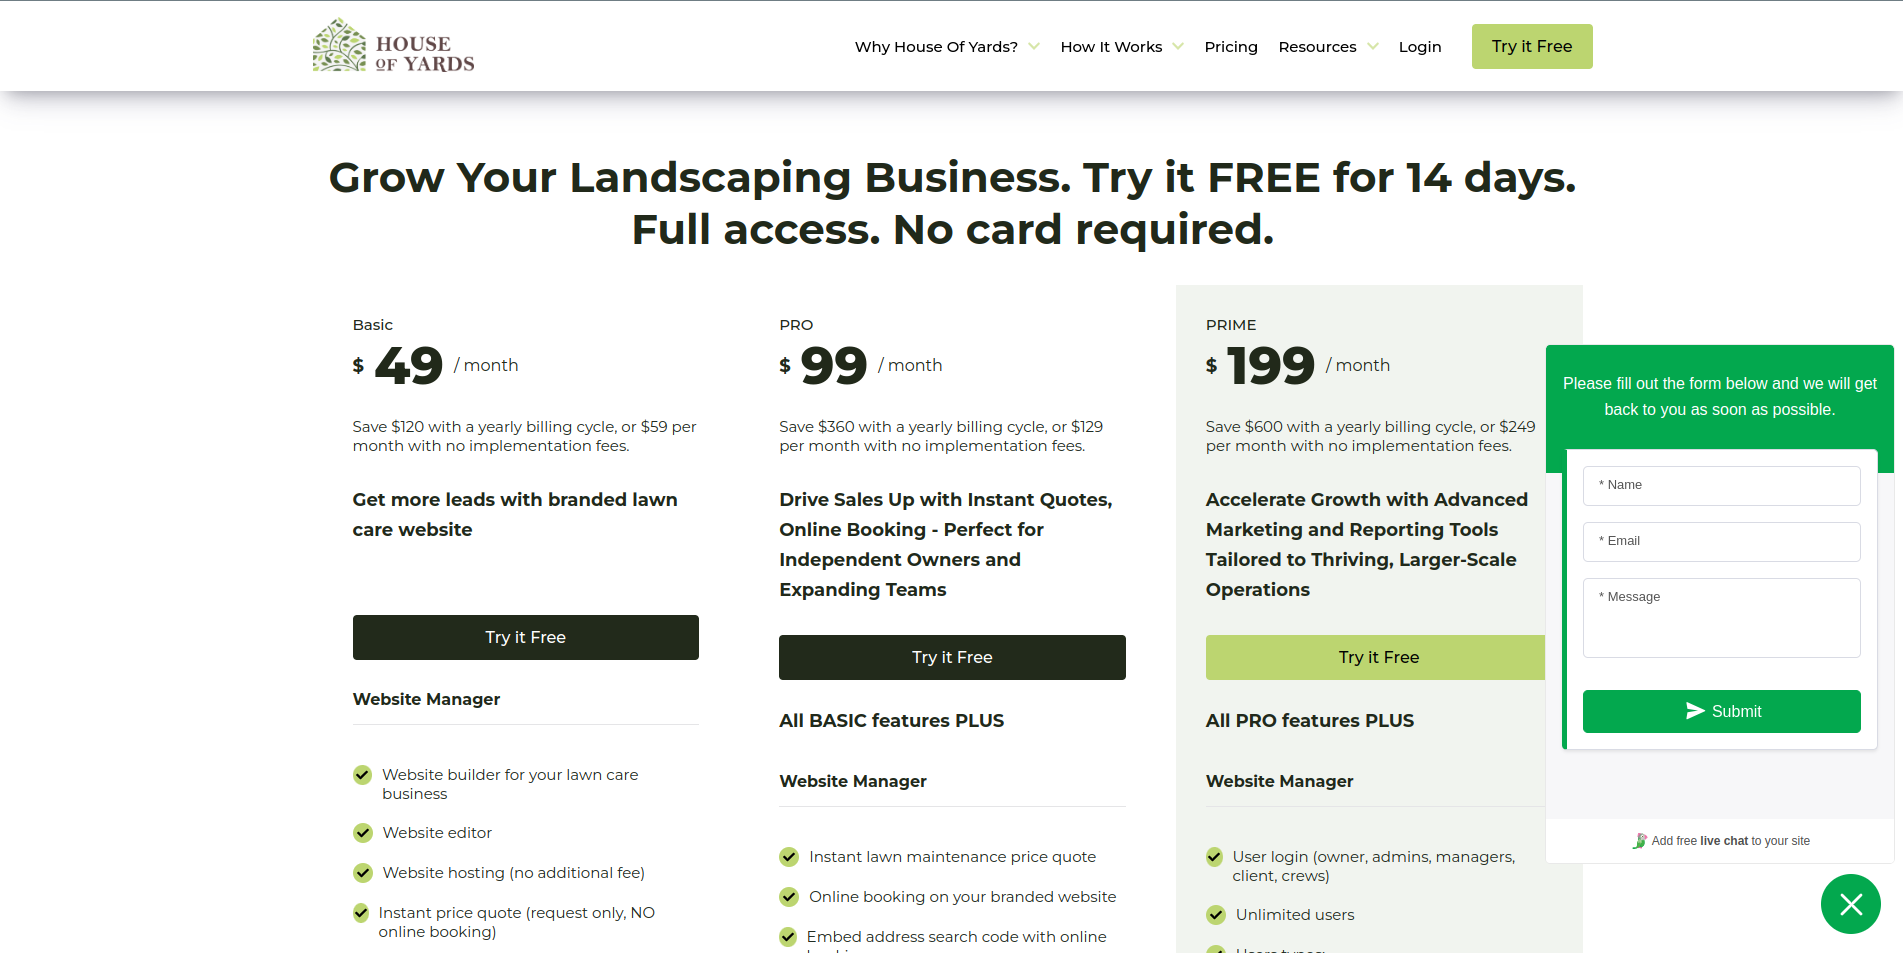 HOUSE
OF YARDS
Why House Of Yards?
How It Works
Pricing
Resources
Login
Try it Free
Grow Your Landscaping Business. Try it FREE for 14 days.
Full access. No card required.
Basic
$ 49 / month
Save $120 with a yearly billing cycle, or $59 per
month with no implementation fees.
Get more leads with branded lawn
care website
Try it Free
Website Manager
Website builder for your lawn care
business
Website editor
Website hosting (no additional fee)
Instant price quote (request only, NO
online booking)
PRO
$ 99 / month
Save $360 with a yearly billing cycle, or $129
per month with no implementation fees.
Drive Sales Up with Instant Quotes,
Online Booking - Perfect for
Independent Owners and
Expanding Teams
Try it Free
All BASIC features PLUS
Website Manager
Instant lawn maintenance price quote
Online booking on your branded website
Embed address search code with online
PRIME
$ 199 / month
Save $600 with a yearly billing cycle, or $249
per month with no implementation fees.
Accelerate Growth with Advanced
Marketing and Reporting Tools
Tailored to Thriving, Larger-Scale
Operations
Try it Free
All PRO features PLUS
Website Manager
User login (owner, admins, managers,
client, crews)
Unlimited users
Please fill out the form below and we will get
back to you as soon as possible.
* Name
* Email
* Message
Submit
Add free live chat to your site